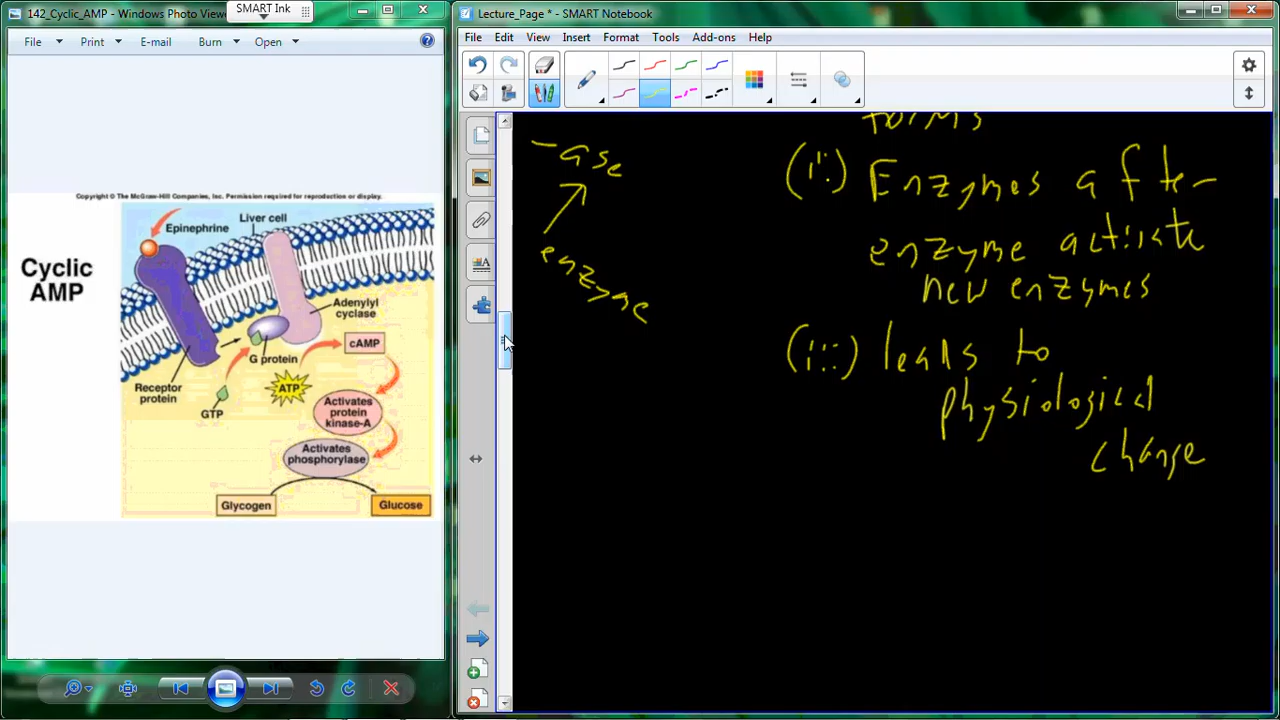 142_Cyclic_AMP - Windows Photo Viewe
SMART Ink
File Print E-mail Burn Open
Copyright © The McGraw-Hill Companies, Inc. Permission required for reproduction or display.
Cyclic
AMP
Epinephrine
Liver cell
Adenylyl
cyclase
G protein
cAMP
Receptor
protein
GTP
ATP
Activates
protein
kinase-A
Activates
phosphorylase
Glycogen
Glucose
Lecture_Page * - SMART Notebook
File Edit View Insert Format Tools Add-ons Help
-ase
enzyme
forms
(ii) Enzymes after
enzyme activate
new enzymes
(iii) leads to
physiological
change